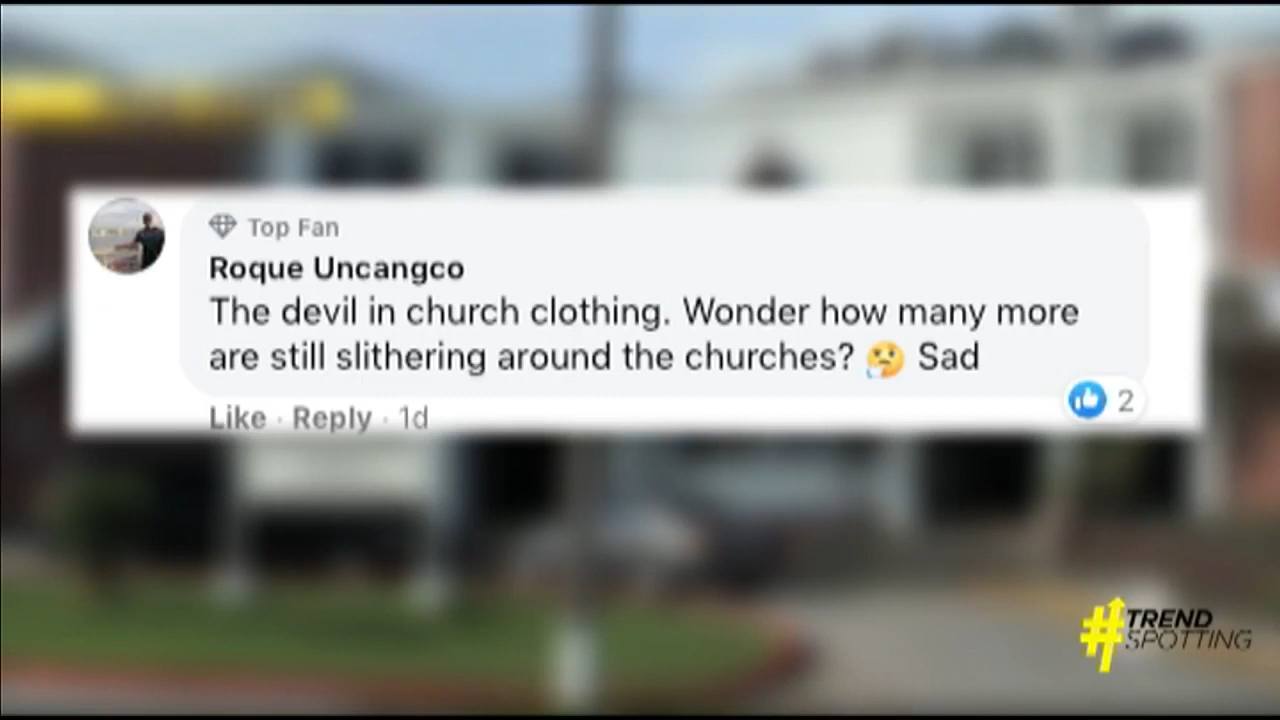 Top Fan
Roque Uncangco
The devil in church clothing. Wonder how many more
are still slithering around the churches? 🤔 Sad
Like · Reply · 1d
2
#TREND
SPOTTING